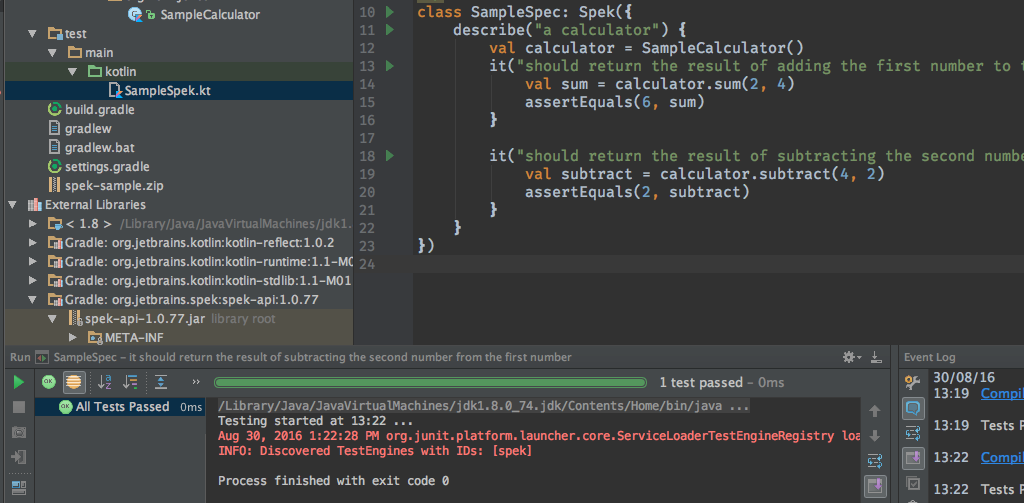 SampleCalculator
test
main
kotlin
SampleSpek.kt
build.gradle
gradlew
gradlew.bat
settings.gradle
spek-sample.zip
External Libraries
< 1.8 > /Library/Java/JavaVirtualMachines/jdk1.
Gradle: org.jetbrains.kotlin:kotlin-reflect:1.0.2
Gradle: org.jetbrains.kotlin:kotlin-runtime:1.1-M0
Gradle: org.jetbrains.kotlin:kotlin-stdlib:1.1-M01
Gradle: org.jetbrains.spek:spek-api:1.0.77
spek-api-1.0.77.jar library root
META-INF
10 class SampleSpec: Spek({
11 describe("a calculator") {
12 val calculator = SampleCalculator()
13 it("should return the result of adding the first number to t
14 val sum = calculator.sum(2, 4)
15 assertEquals(6, sum)
16 }
17
18 it("should return the result of subtracting the second numbe
19 val subtract = calculator.subtract(4, 2)
20 assertEquals(2, subtract)
21 }
22 }
23 })
24
Run SampleSpec – it should return the result of subtracting the second number from the first number
1 test passed – 0ms
OK All Tests Passed 0ms
/Library/Java/JavaVirtualMachines/jdk1.8.0_74.jdk/Contents/Home/bin/java ...
Testing started at 13:22 ...
Aug 30, 2016 1:22:28 PM org.junit.platform.launcher.core.ServiceLoaderTestEngineRegistry loa
INFO: Discovered TestEngines with IDs: [spek]
Process finished with exit code 0
Event Log
30/08/16
13:19 Compil
13:19 Tests P
13:22 Compil
13:22 Tests P